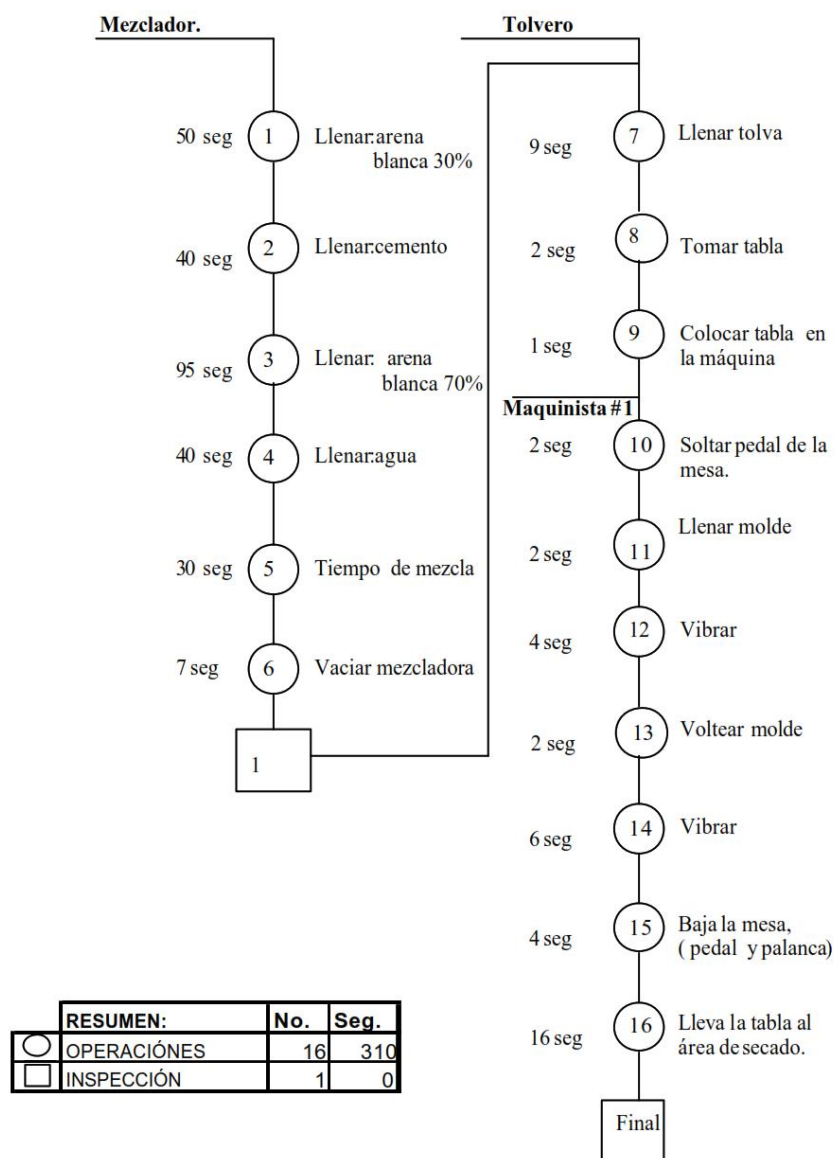 Mezclador.
50 seg 1 Llenar:arena
blanca 30%
40 seg 2 Llenar:cemento
95 seg 3 Llenar: arena
blanca 70%
40 seg 4 Llenar:agua
30 seg 5 Tiempo de mezcla
7 seg 6 Vaciar mezcladora
1
Tolvero
9 seg 7 Llenar tolva
2 seg 8 Tomar tabla
1 seg 9 Colocar tabla en
la máquina
Maquinista #1
2 seg 10 Soltar pedal de la
mesa.
2 seg 11 Llenar molde
4 seg 12 Vibrar
2 seg 13 Voltear molde
6 seg 14 Vibrar
4 seg 15 Baja la mesa,
( pedal y palanca)
16 seg 16 Lleva la tabla al
área de secado.
Final
RESUMEN: No. Seg.
OPERACIÓNES 16 310
INSPECCIÓN 1 0